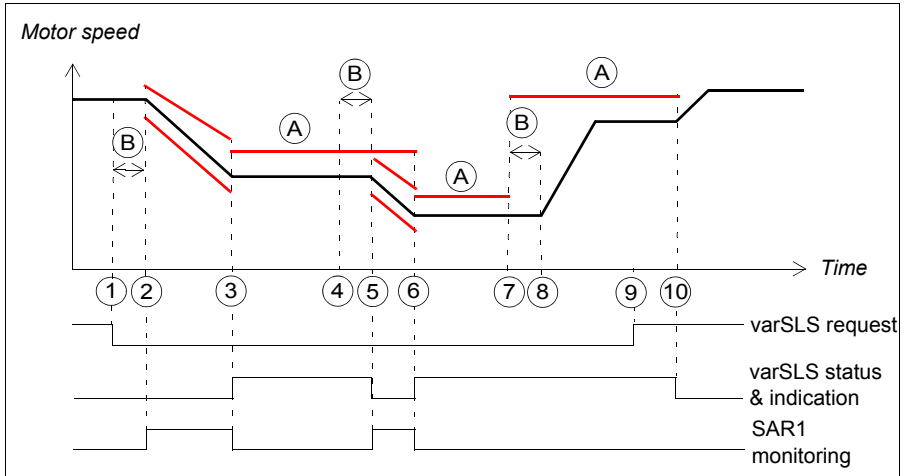 Motor speed
B
A
A
B
B
A
Time
1 2 3 4 5 6 7 8 9 10
varSLS request
varSLS status
& indication
SAR1
monitoring